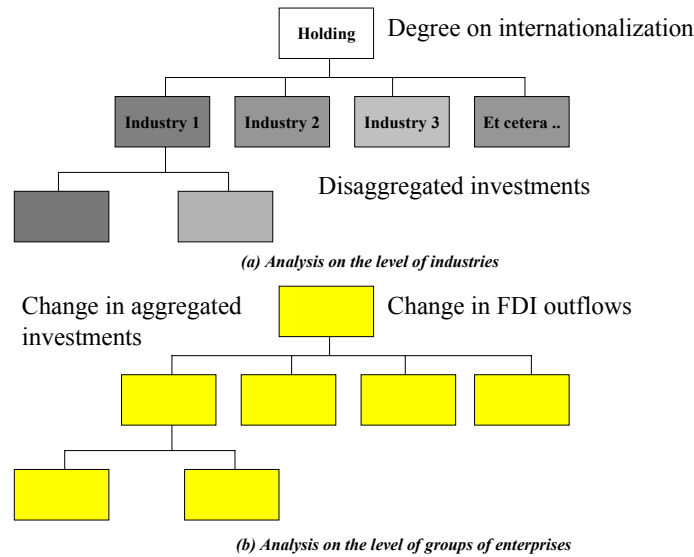 Holding
Degree on internationalization
Industry 1
Industry 2
Industry 3
Et cetera ..
Disaggregated investments
(a) Analysis on the level of industries
Change in aggregated
investments
Change in FDI outflows
(b) Analysis on the level of groups of enterprises